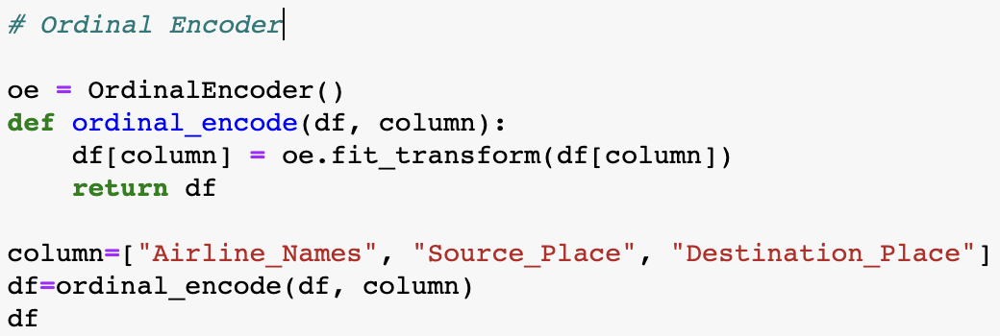 # Ordinal Encoder
oe = OrdinalEncoder()
def ordinal_encode(df, column):
    df[column] = oe.fit_transform(df[column])
    return df
column=["Airline_Names", "Source_Place", "Destination_Place"]
df=ordinal_encode(df, column)
df